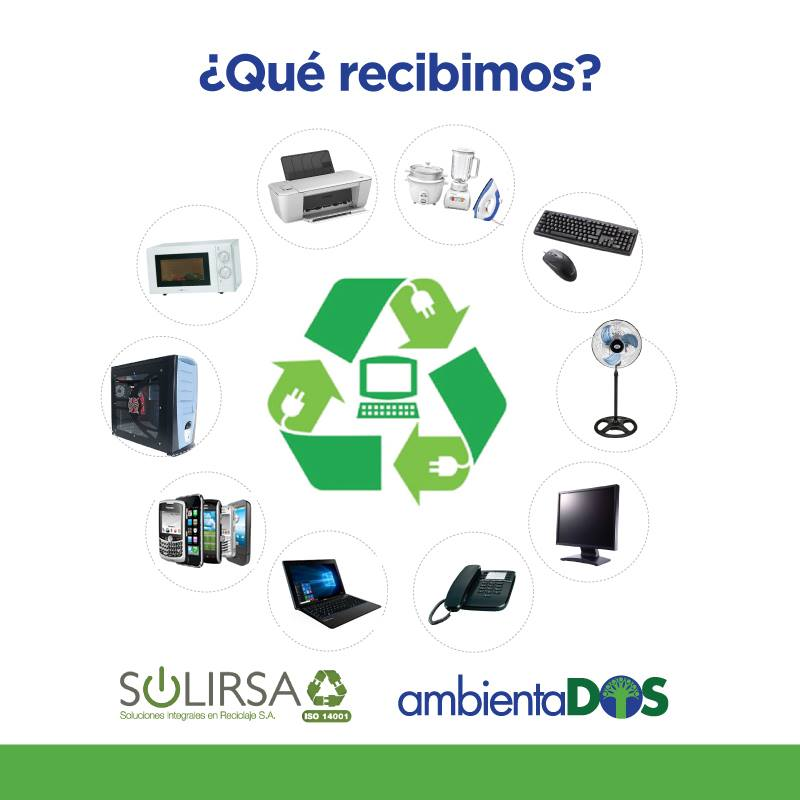 ¿Qué recibimos?
SOLIRSA
Soluciones integrales en Reciclaje S.A.
ISO 14001
ambientaDOS